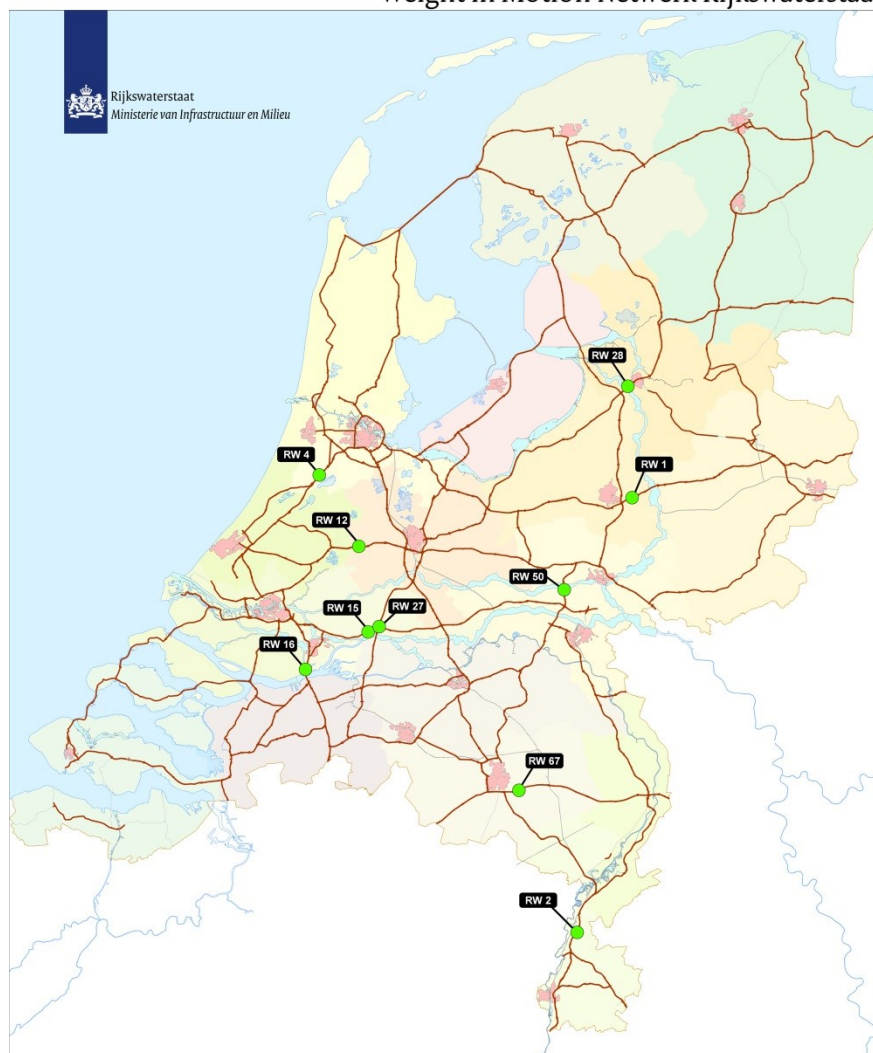 Weight in Motion Netwerk Rijkswaterstaat
Rijkswaterstaat
Ministerie van Infrastructuur en Milieu
RW 28
RW 4
RW 1
RW 12
RW 50
RW 15
RW 27
RW 16
RW 67
RW 2